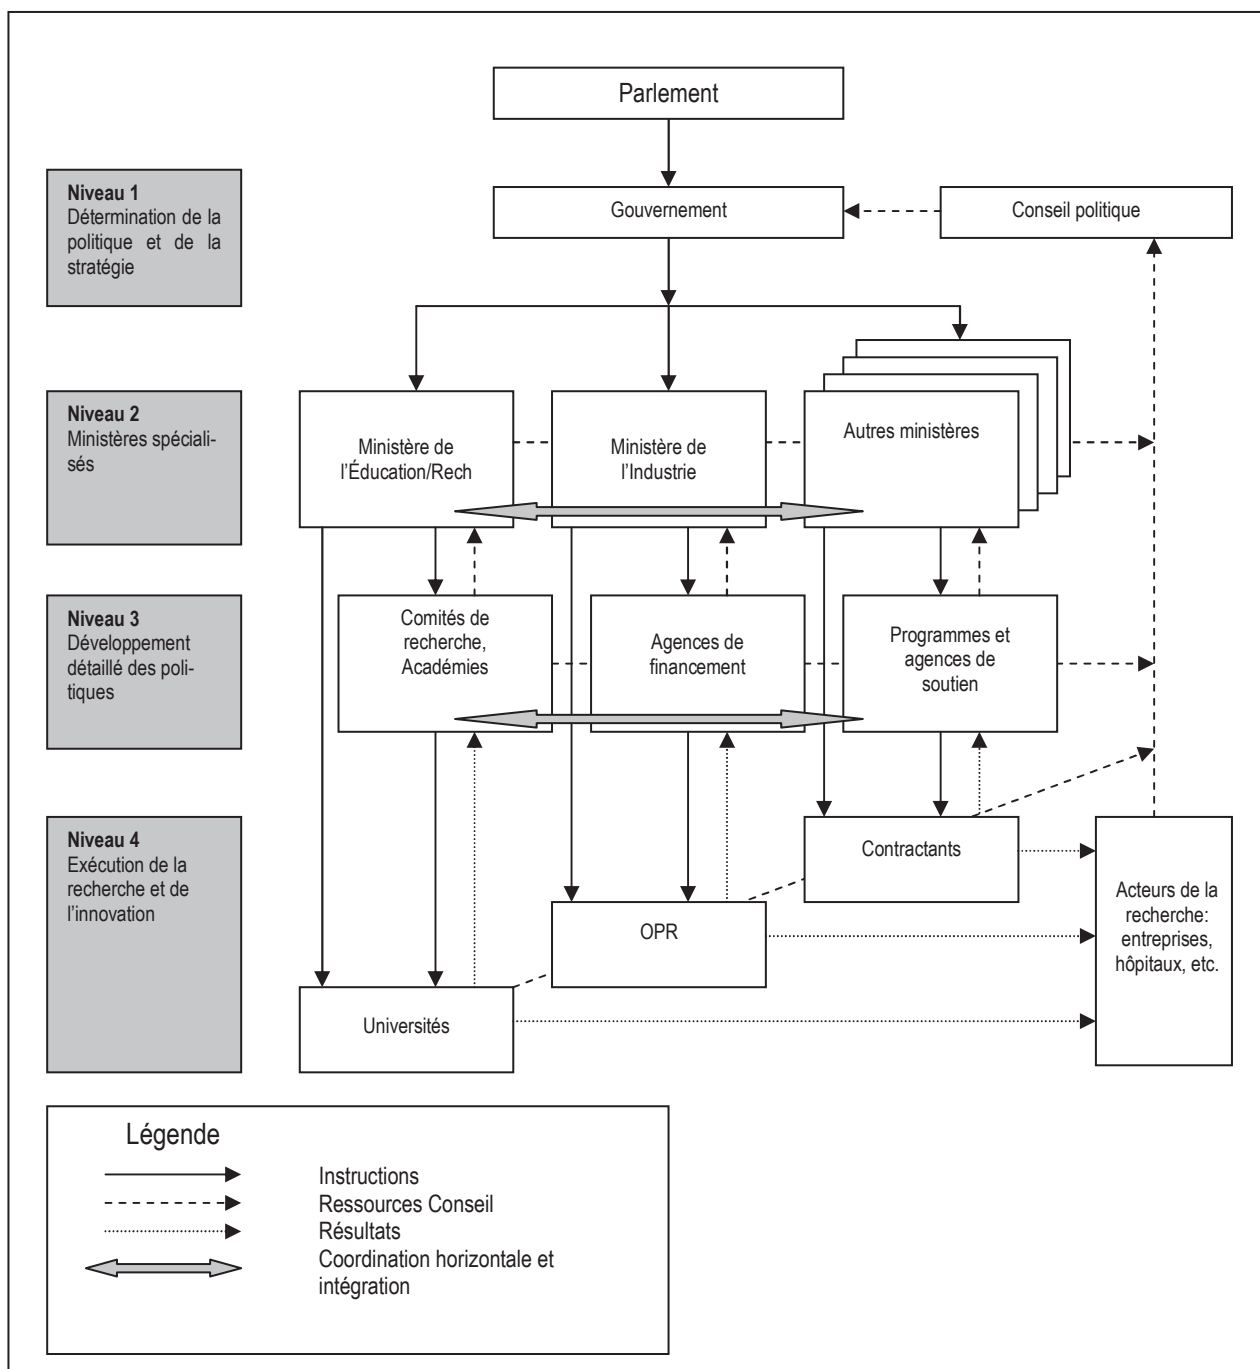 Parlement
Niveau 1
Détermination de la
politique et de la
stratégie
Gouvernement
Conseil politique
Niveau 2
Ministères spéciali-
sés
Ministère de
l’Éducation/Rech
Ministère de
l’Industrie
Autres ministères
Niveau 3
Développement
détaillé des poli-
tiques
Comités de
recherche,
Académies
Agences de
financement
Programmes et
agences de
soutien
Niveau 4
Exécution de la
recherche et de
l’innovation
Contractants
OPR
Universités
Acteurs de la
recherche:
entreprises,
hôpitaux, etc.
Légende
Instructions
Ressources Conseil
Résultats
Coordination horizontale et
intégration